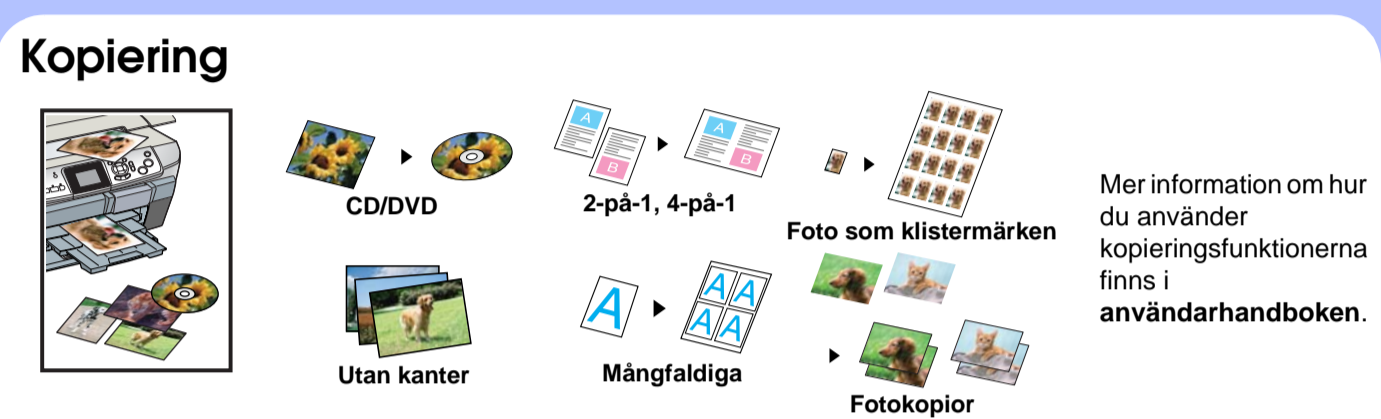 Kopiering
CD/DVD
A
B
A
B
2-på-1, 4-på-1
Foto som klistermärken
Utan kanter
A
A A
A A
Mångfaldiga
Fotokopior
Mer information om hur
du använder
kopieringsfunktionerna
finns i
användarhandboken.